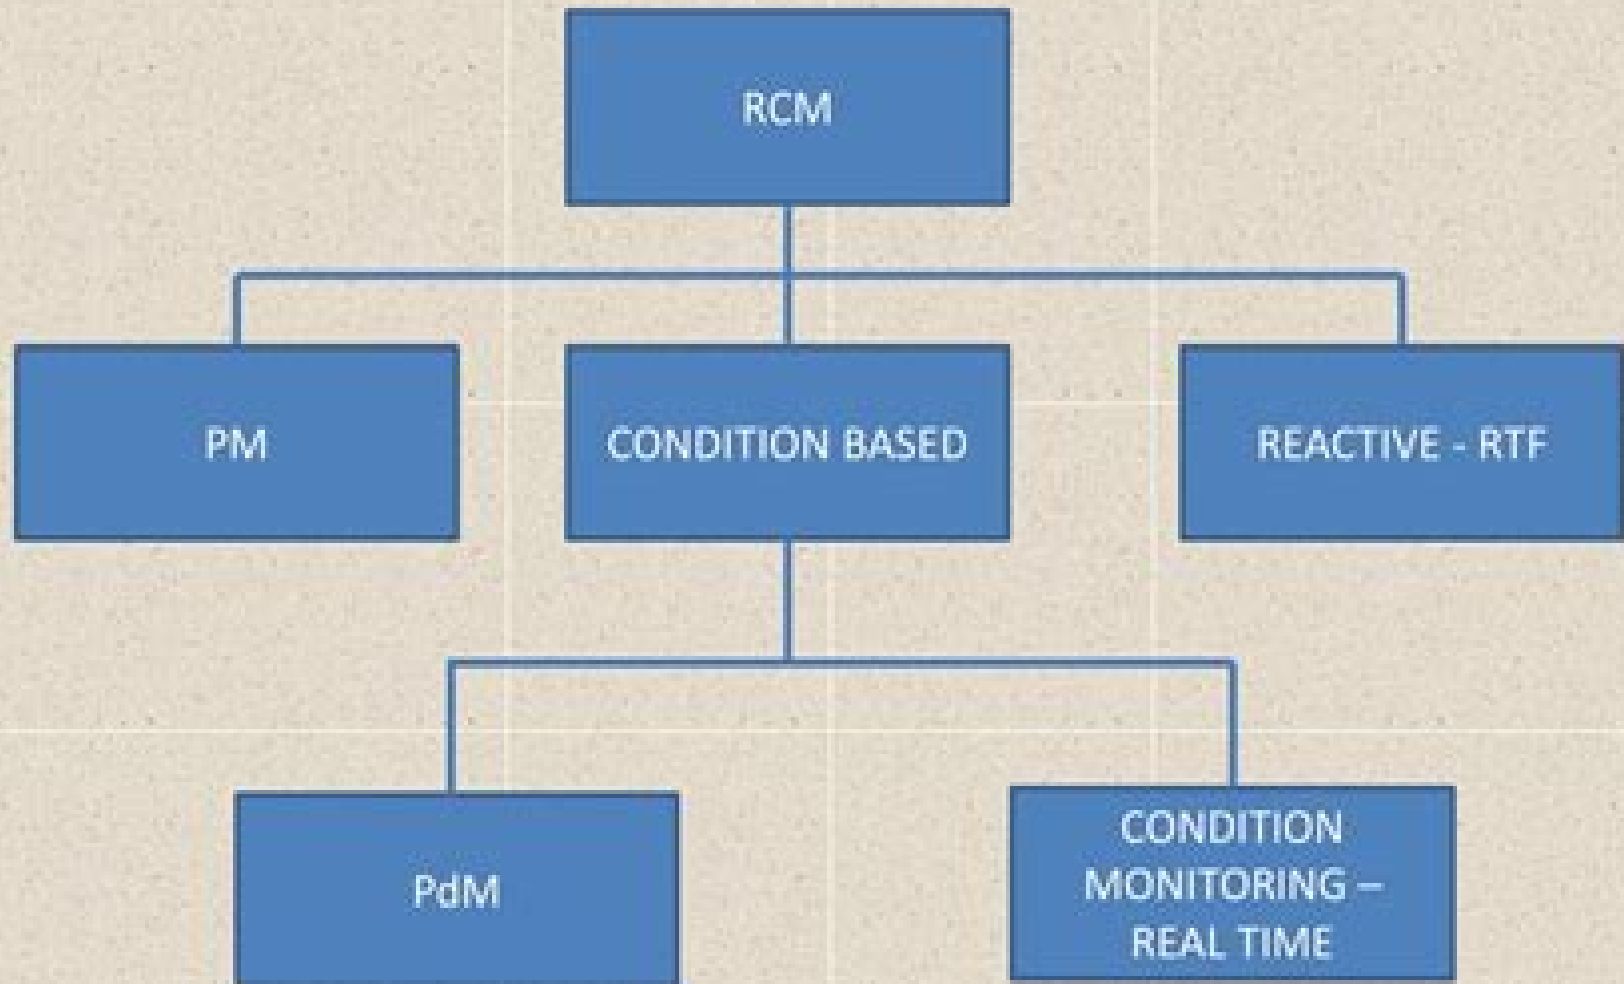 RCM
PM
CONDITION BASED
REACTIVE - RTF
PdM
CONDITION
MONITORING –
REAL TIME